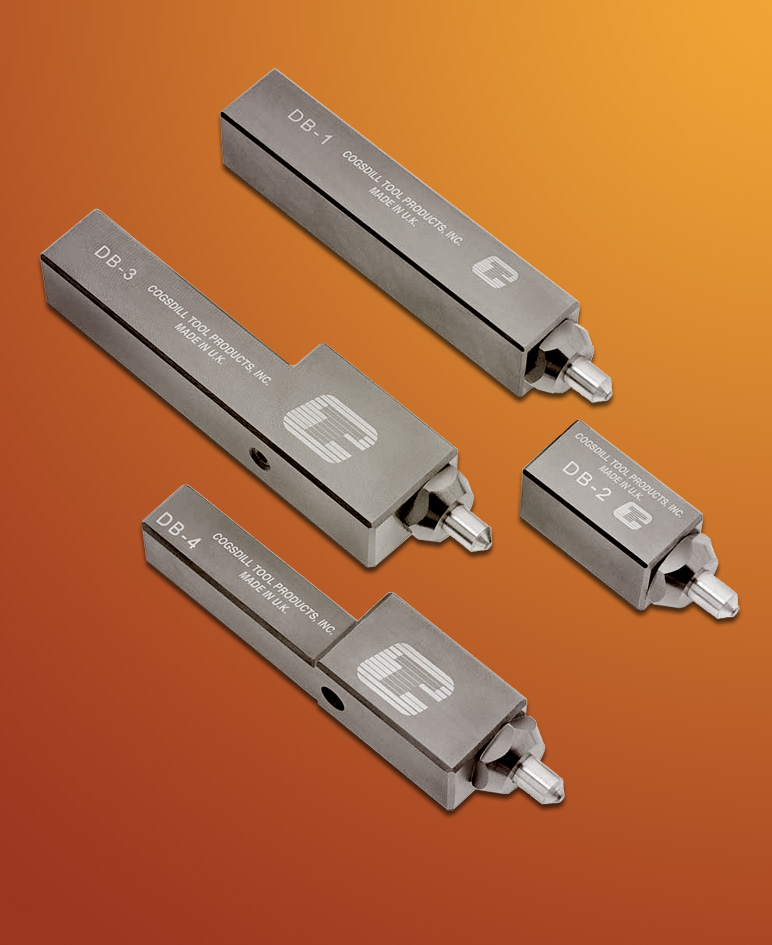 DB-1
COGSDILL TOOL PRODUCTS, INC.
MADE IN U.K.
DB-3
COGSDILL TOOL PRODUCTS, INC.
MADE IN U.K.
COGSDILL TOOL PRODUCTS, INC.
MADE IN U.K.
DB-2
DB-4
COGSDILL TOOL PRODUCTS, INC.
MADE IN U.K.